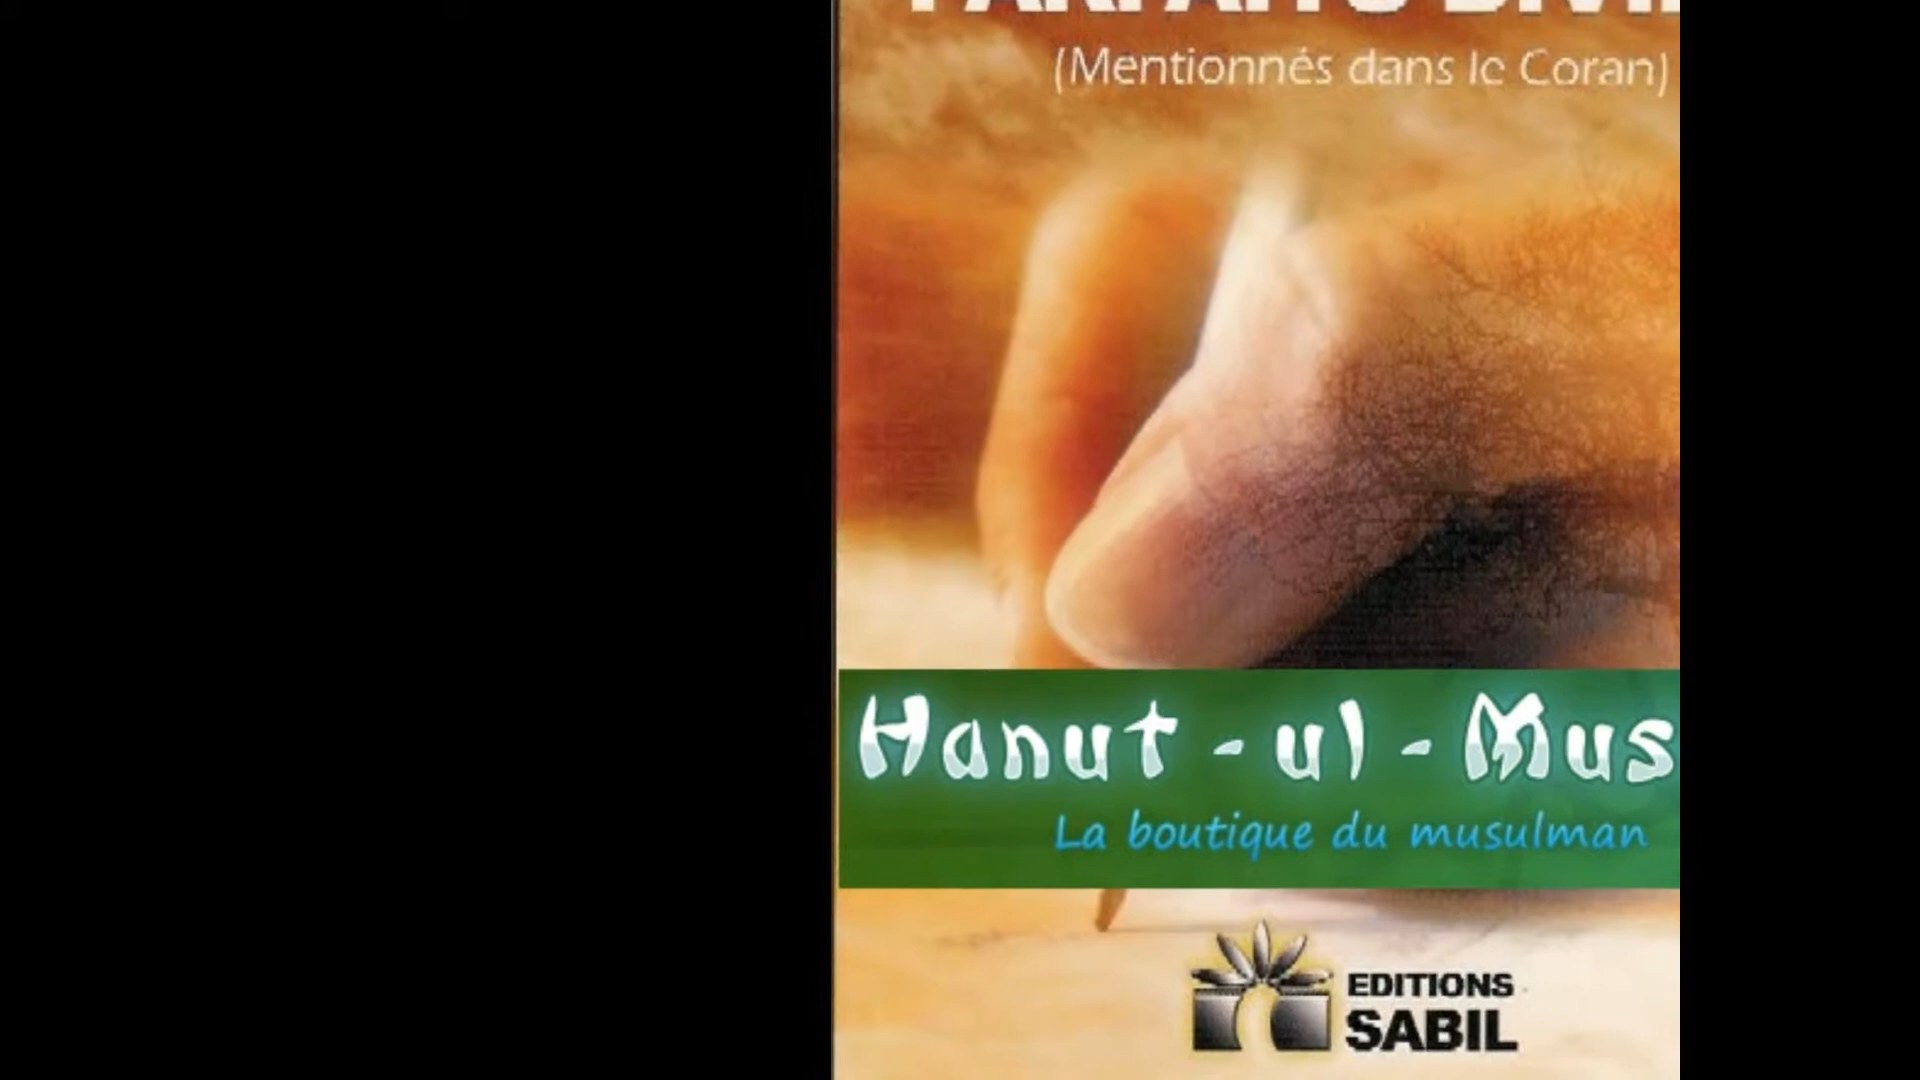 (Mentionnés dans le Coran)
Hanut - ul - Mus
La boutique du musulman
EDITIONS
SABIL